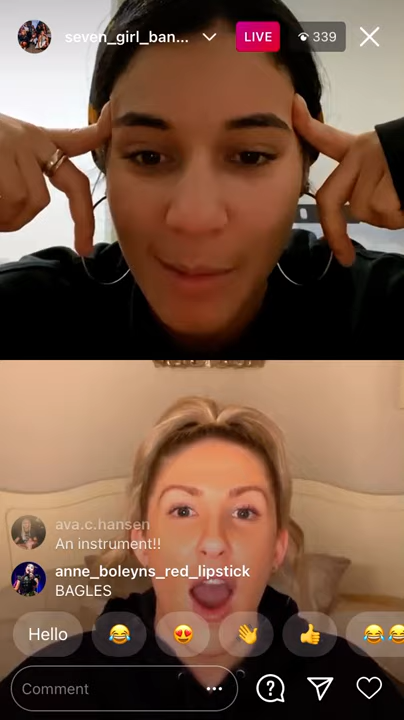 seven_girl_ban...
LIVE
339
ava.c.hansen
An instrument!!
anne_boleyns_red_lipstick
BAGLES
Hello
Comment